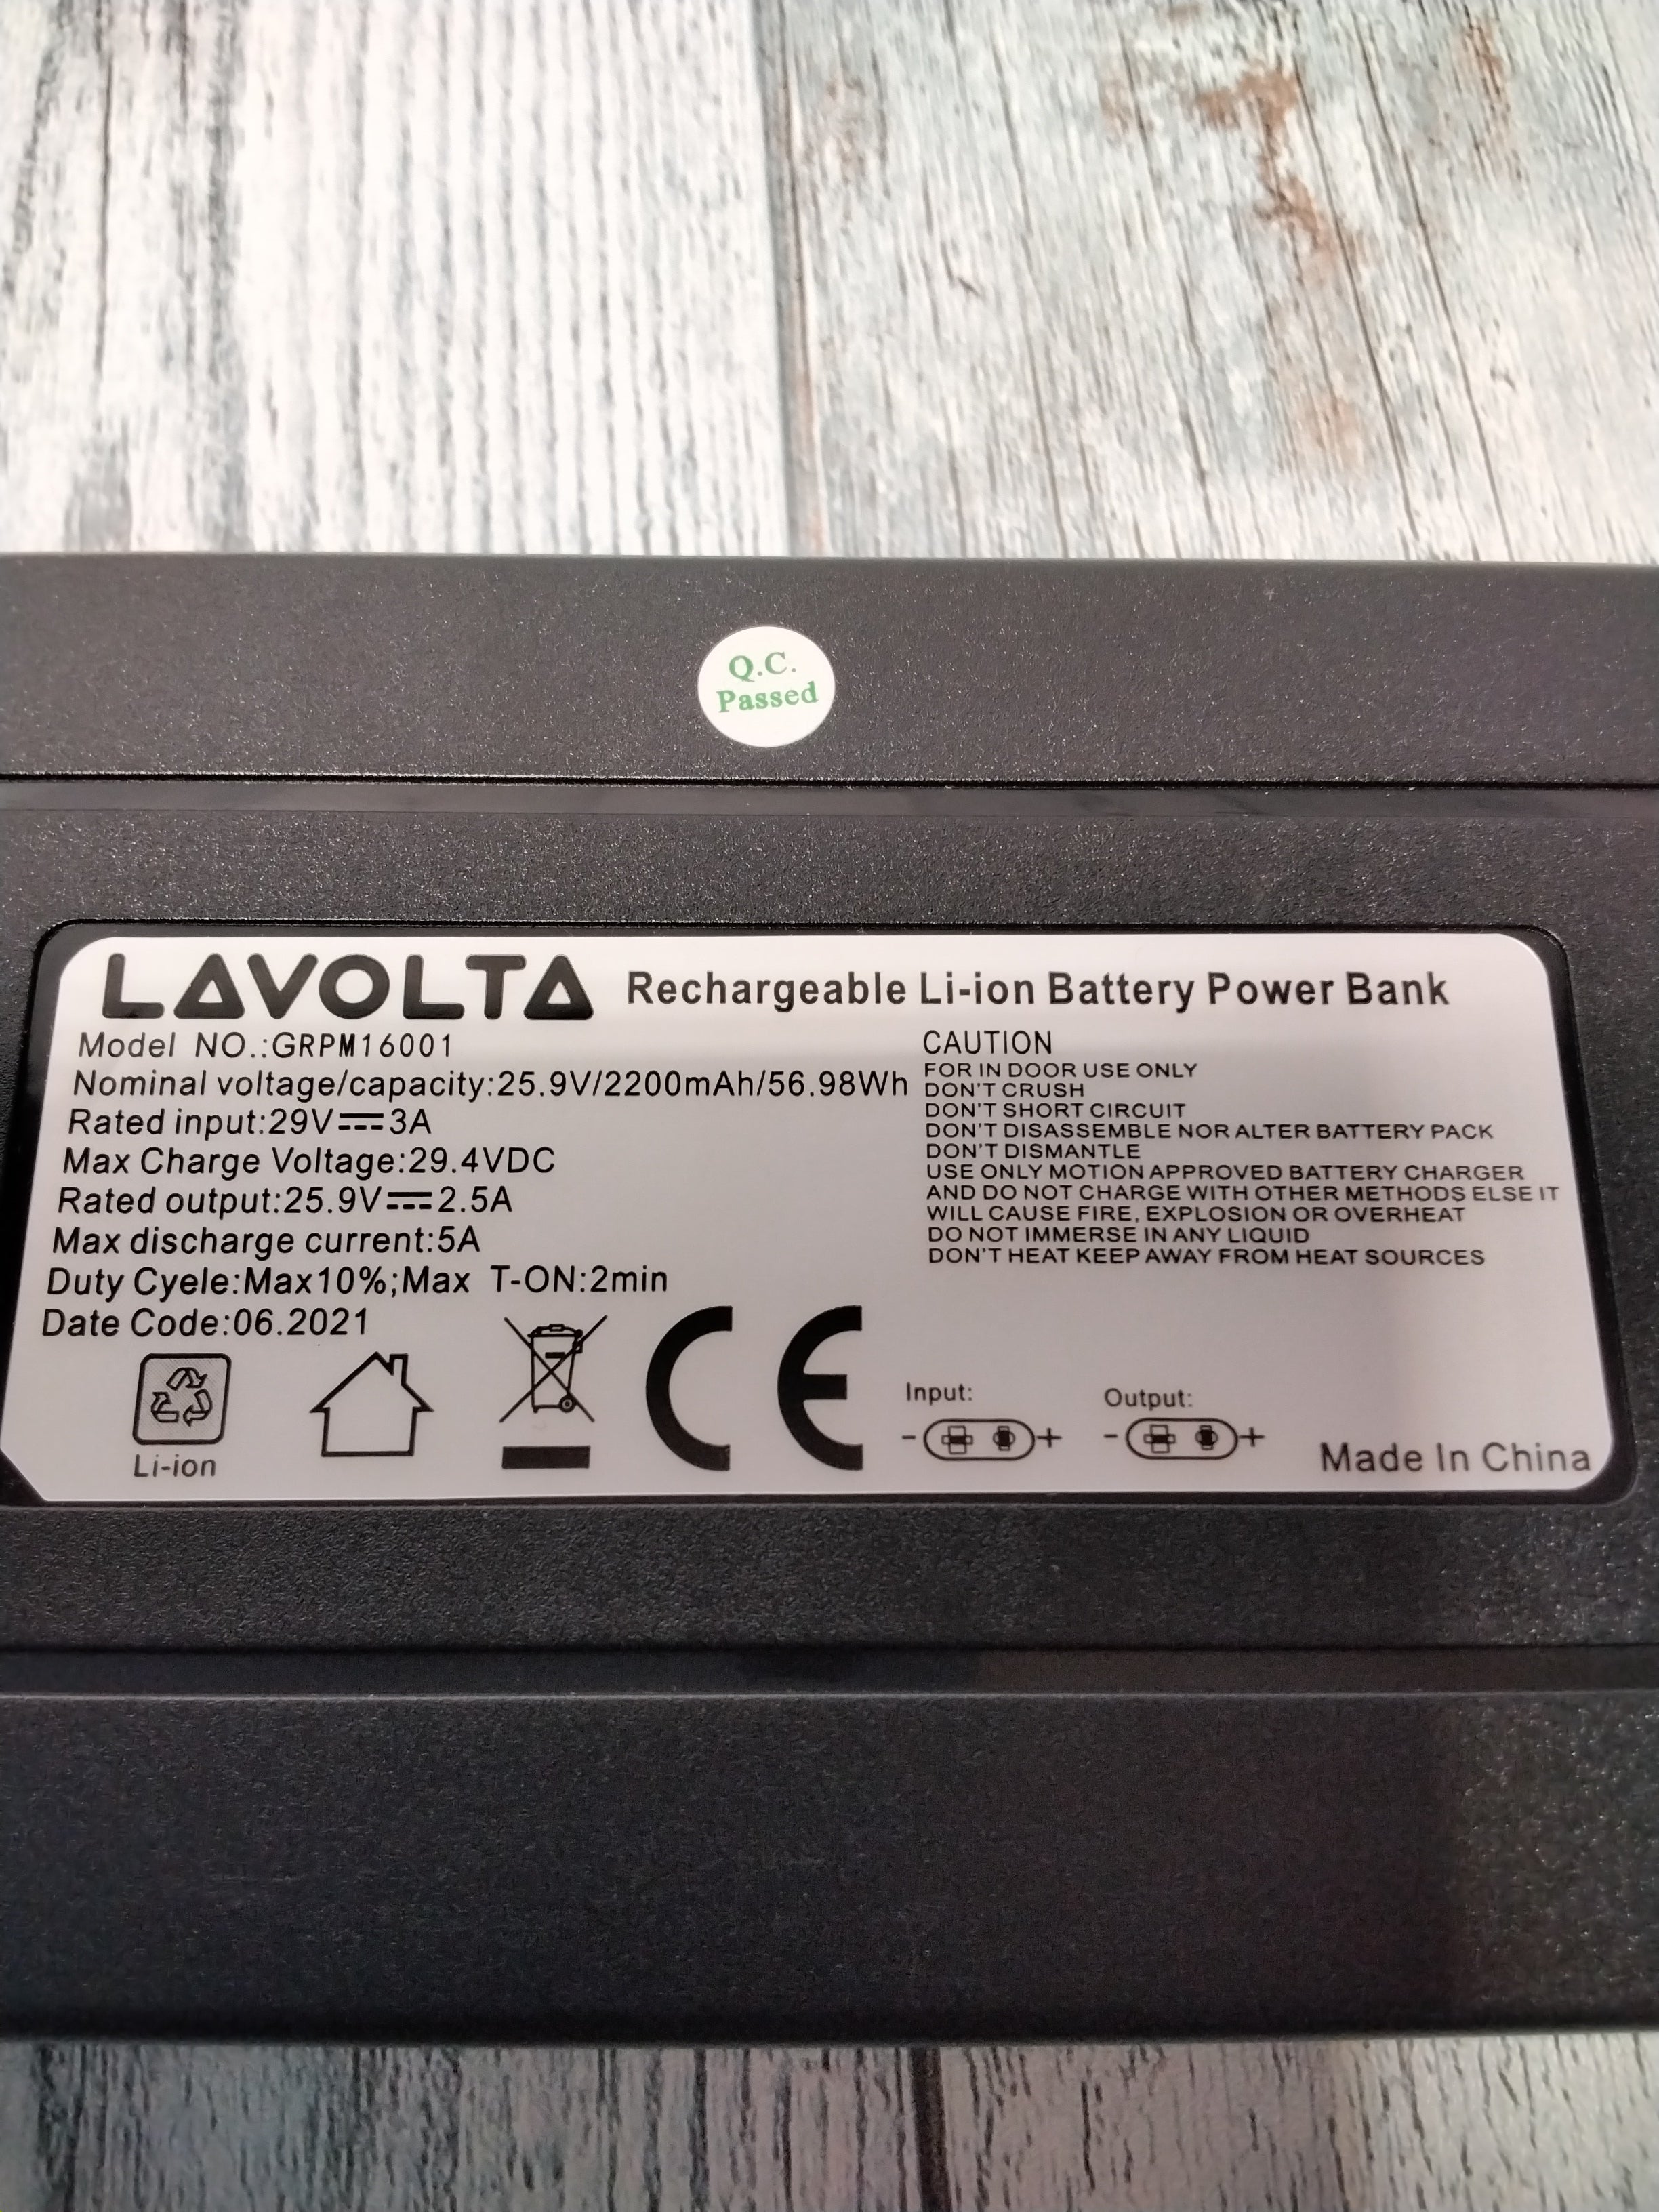 Q.C.
Passed
LAVOLTA Rechargeable Li-ion Battery Power Bank
Model NO.:GRPM16001
Nominal voltage/capacity:25.9V/2200mAh/56.98Wh
Rated input:29V⎓3A
Max Charge Voltage:29.4VDC
Rated output:25.9V⎓2.5A
Max discharge current:5A
Duty Cyele:Max10%;Max T-ON:2min
Date Code:06.2021
Li-ion
CE
CAUTION
FOR IN DOOR USE ONLY
DON'T CRUSH
DON'T SHORT CIRCUIT
DON'T DISASSEMBLE NOR ALTER BATTERY PACK
DON'T DISMANTLE
USE ONLY MOTION APPROVED BATTERY CHARGER
AND DO NOT CHARGE WITH OTHER METHODS ELSE IT
WILL CAUSE FIRE, EXPLOSION OR OVERHEAT
DO NOT IMMERSE IN ANY LIQUID
DON'T HEAT KEEP AWAY FROM HEAT SOURCES
Input: Output:
- + - +
Made In China